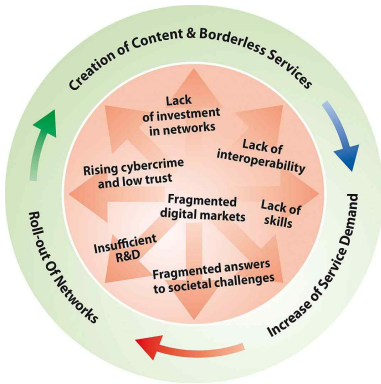 Creation of Content & Borderless Services
Lack
of investment
in networks
Lack of
interoperability
Rising cybercrime
and low trust
Fragmented
digital markets
Lack of
skills
Insufficient
R&D
Fragmented answers
to societal challenges
Increase of Service Demand
Roll-out Of Networks